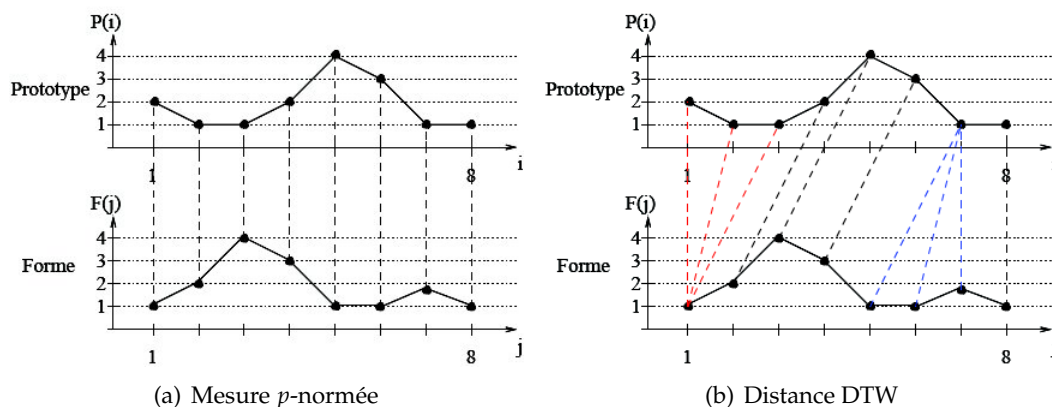 P(i)
4
3
Prototype
2
1
1
8
i
F(j)
4
3
Forme
2
1
1
8
j
(a) Mesure p-normée
P(i)
4
3
Prototype
2
1
1
8
F(j)
4
3
Forme
2
1
1
8
(b) Distance DTW